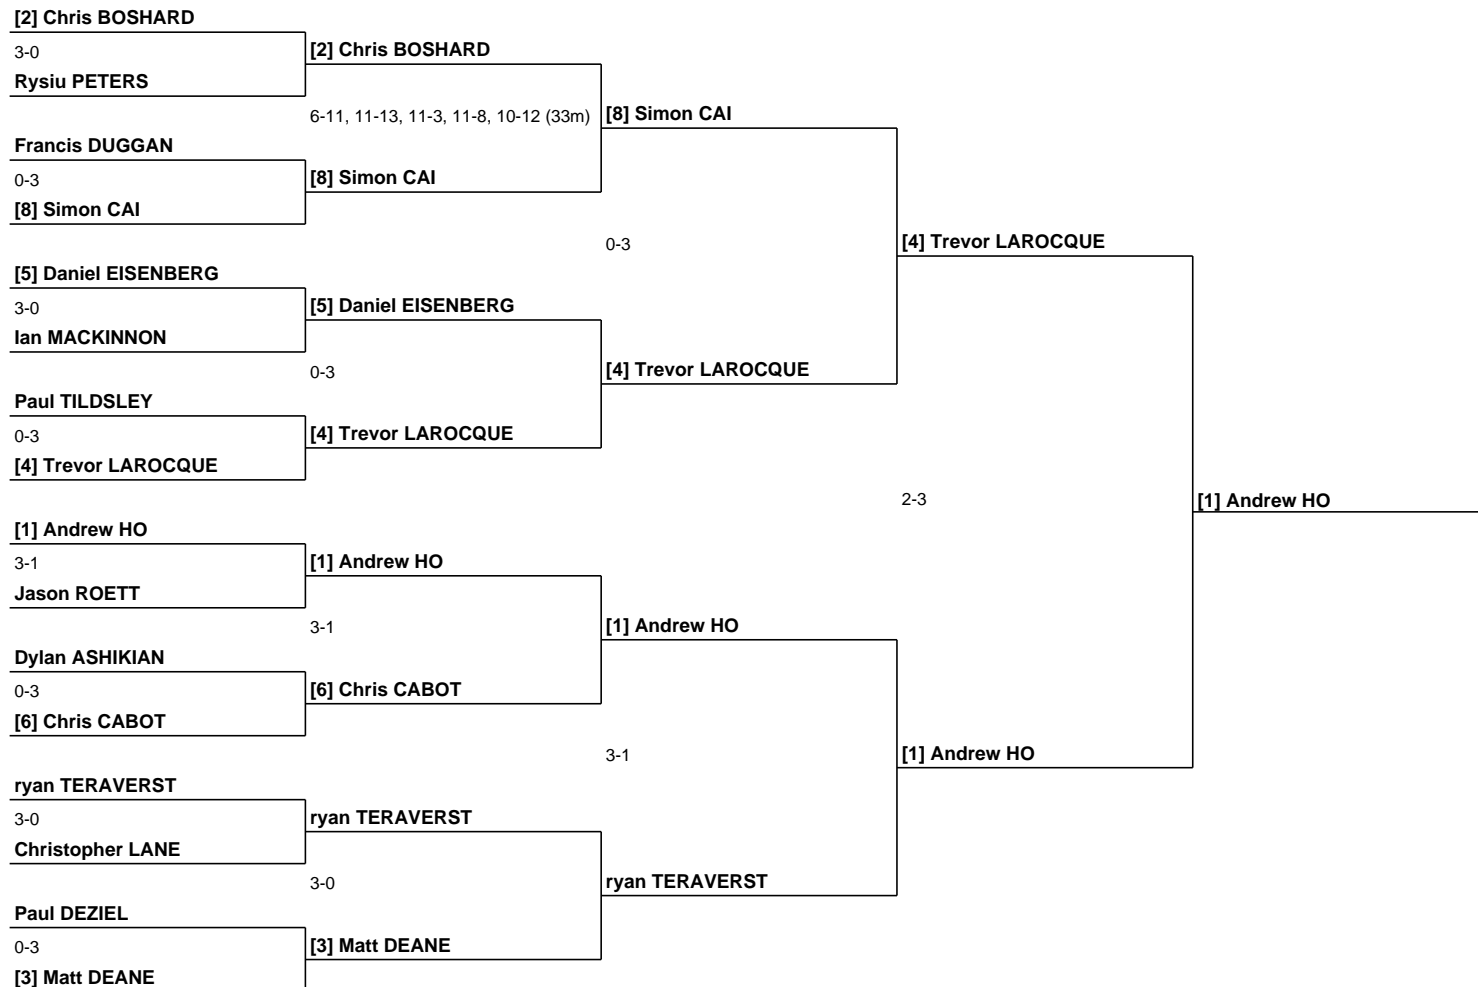 [2] Chris BOSHARD
3-0
Rysiu PETERS
Francis DUGGAN
0-3
[8] Simon CAI
[5] Daniel EISENBERG
3-0
Ian MACKINNON
Paul TILDSLEY
0-3
[4] Trevor LAROCQUE
[1] Andrew HO
3-1
Jason ROETT
Dylan ASHIKIAN
0-3
[6] Chris CABOT
ryan TERAVERST
3-0
Christopher LANE
Paul DEZIEL
0-3
[3] Matt DEANE
[2] Chris BOSHARD
6-11, 11-13, 11-3, 11-8, 10-12 (33m)
[8] Simon CAI
[5] Daniel EISENBERG
0-3
[4] Trevor LAROCQUE
[1] Andrew HO
3-1
[6] Chris CABOT
ryan TERAVERST
3-0
[3] Matt DEANE
[8] Simon CAI
0-3
[4] Trevor LAROCQUE
[1] Andrew HO
3-1
ryan TERAVERST
[4] Trevor LAROCQUE
2-3
[1] Andrew HO
[1] Andrew HO